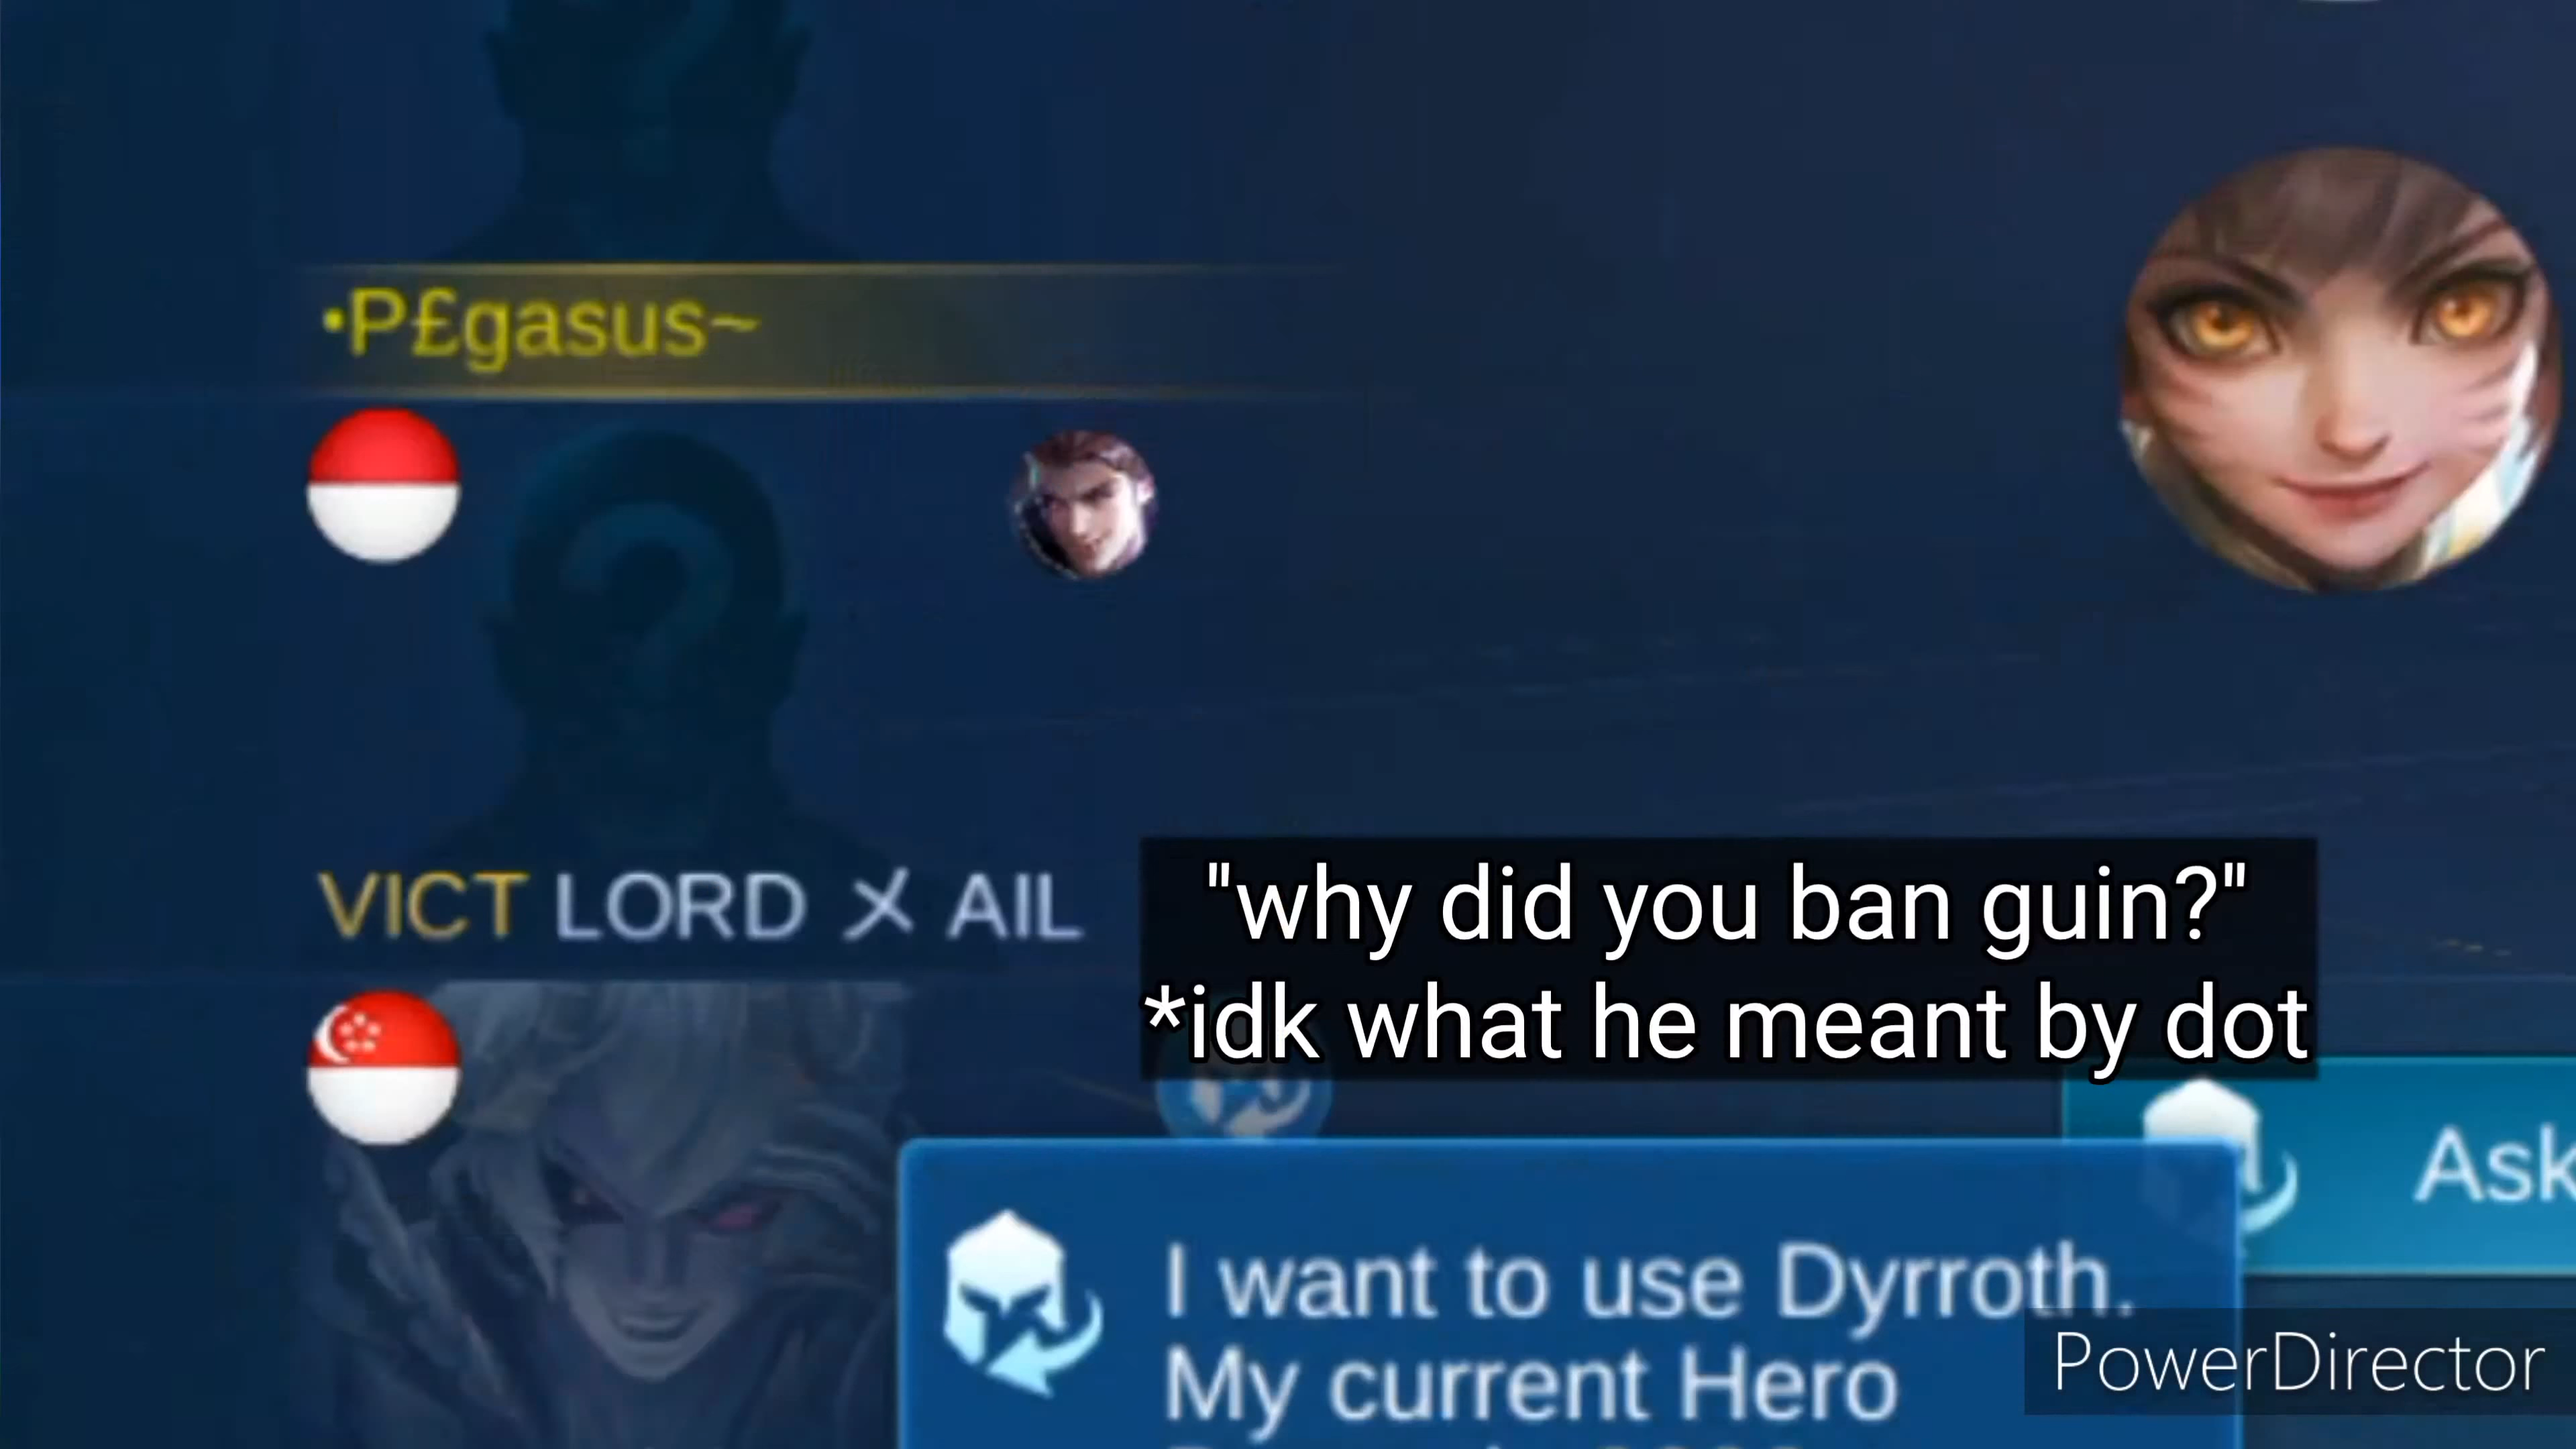 •P£gasus~
VICT LORD メ AIL
"why did you ban guin?"
*idk what he meant by dot
Ask
I want to use Dyrroth.
My current Hero
PowerDirector